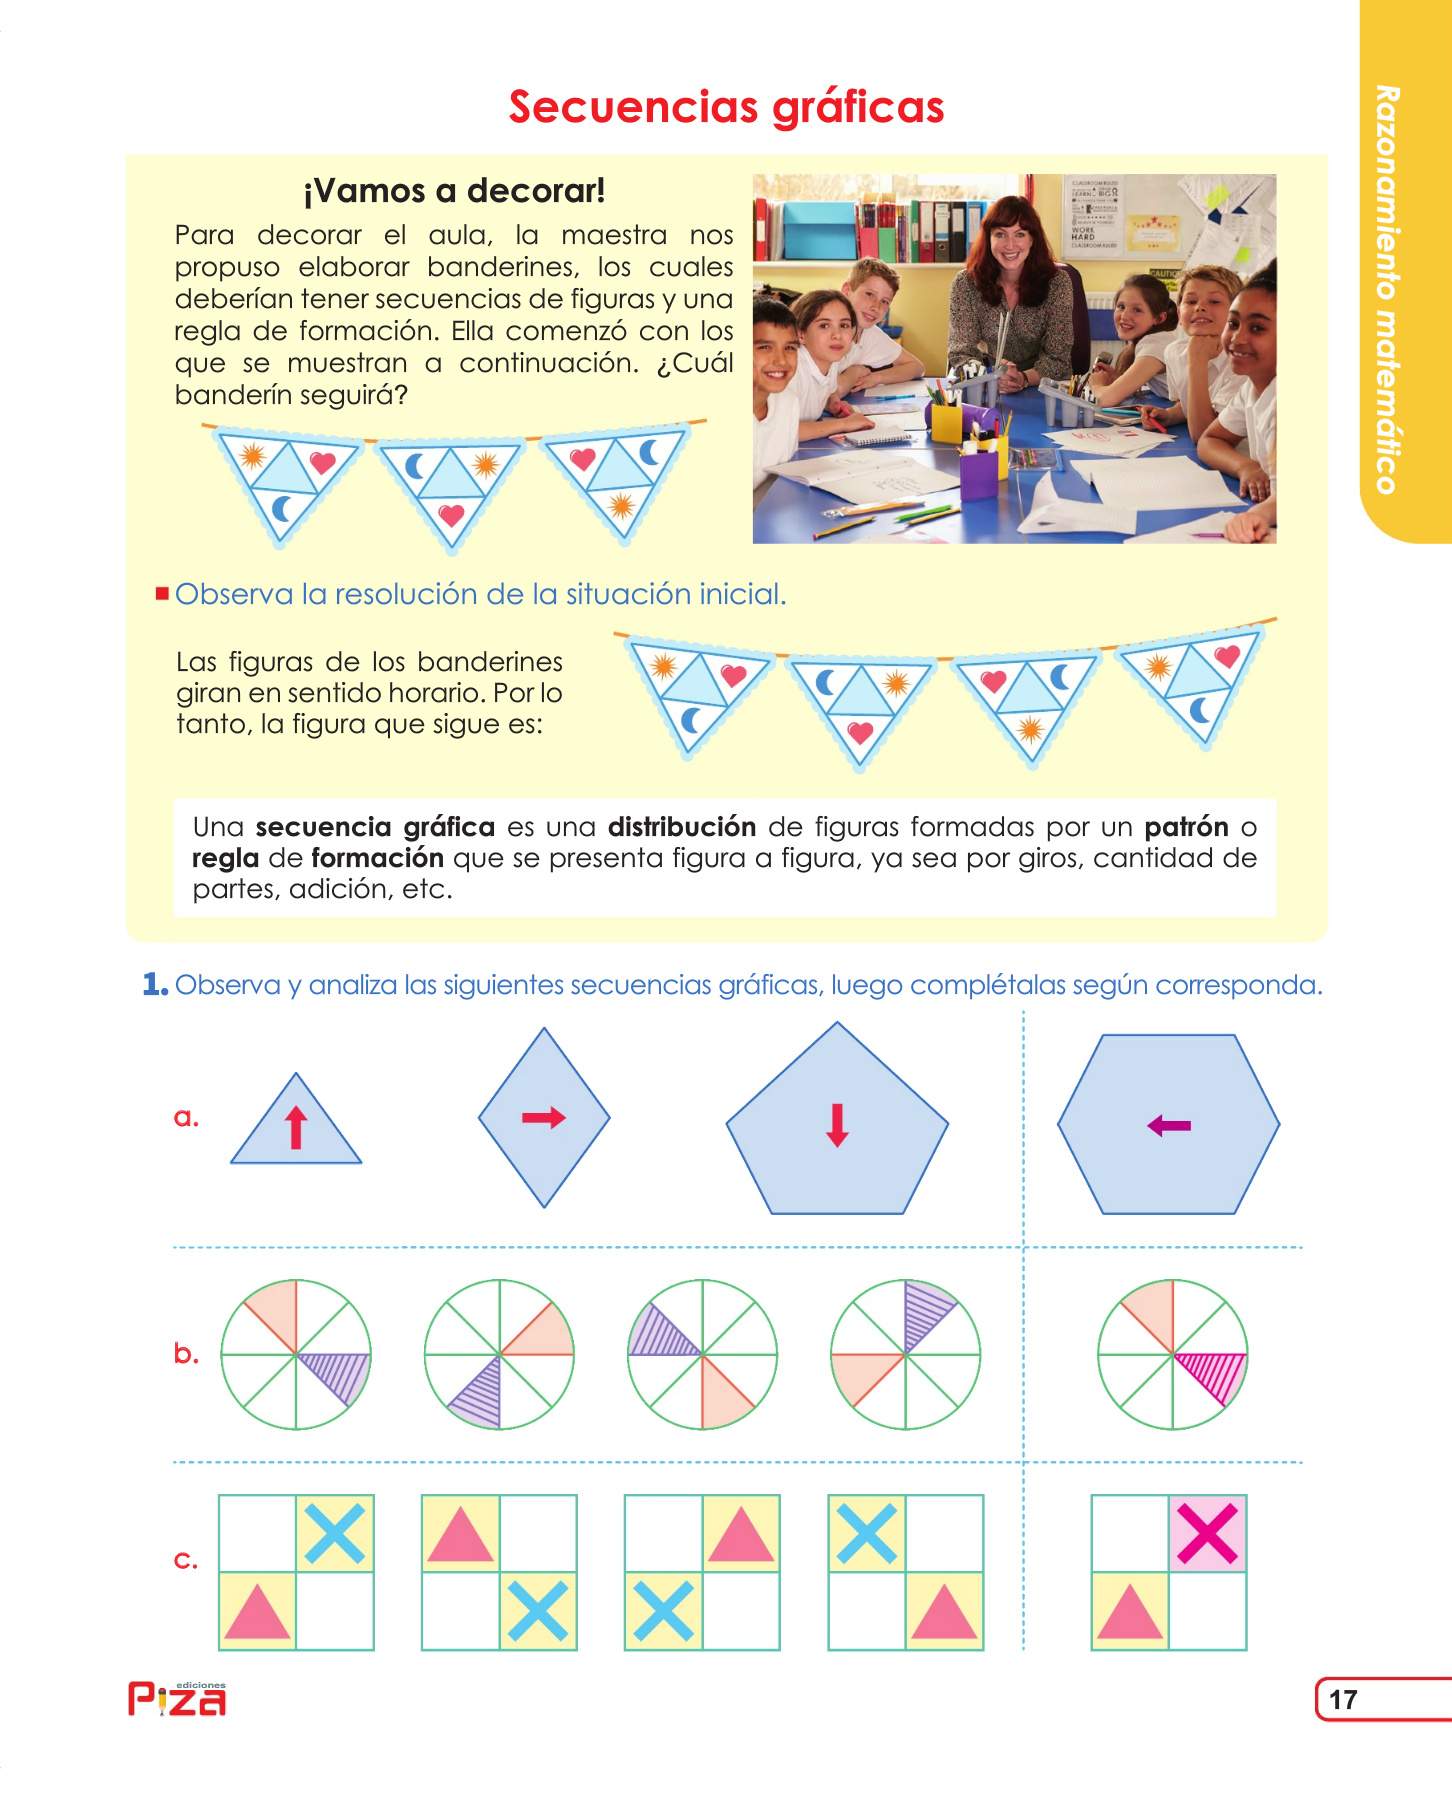 Secuencias gráficas
Razonamiento matemático
¡Vamos a decorar!
Para decorar el aula, la maestra nos
propuso elaborar banderines, los cuales
deberían tener secuencias de figuras y una
regla de formación. Ella comenzó con los
que se muestran a continuación. ¿Cuál
banderín seguirá?
CLASSROOM RULES!
WORK
HARD
CLASSROOM RULES!
CAUTION
Observa la resolución de la situación inicial.
Las figuras de los banderines
giran en sentido horario. Por lo
tanto, la figura que sigue es:
Una secuencia gráfica es una distribución de figuras formadas por un patrón o
regla de formación que se presenta figura a figura, ya sea por giros, cantidad de
partes, adición, etc.
1. Observa y analiza las siguientes secuencias gráficas, luego complétalas según corresponda.
a.
b.
c.
ediciones
Piza
17